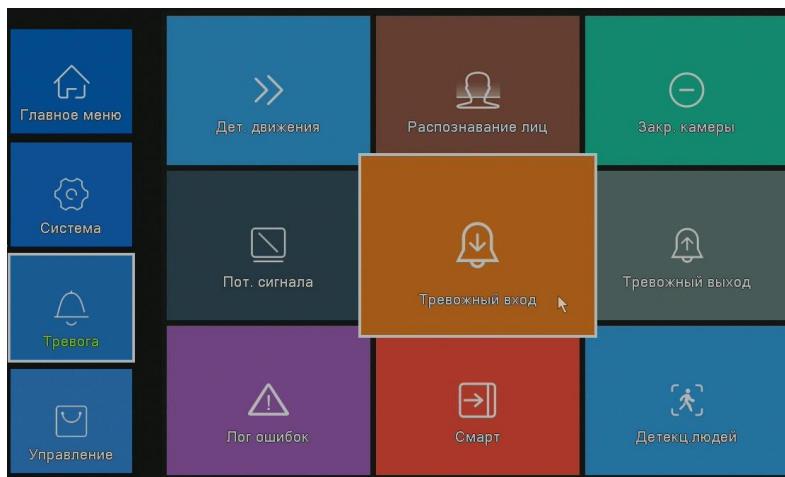 Главное меню
Дет. движения
Распознавание лиц
Закр. камеры
Система
Пот. сигнала
Тревожный вход
Тревожный выход
Тревога
Лог ошибок
Смарт
Детекц.людей
Управление